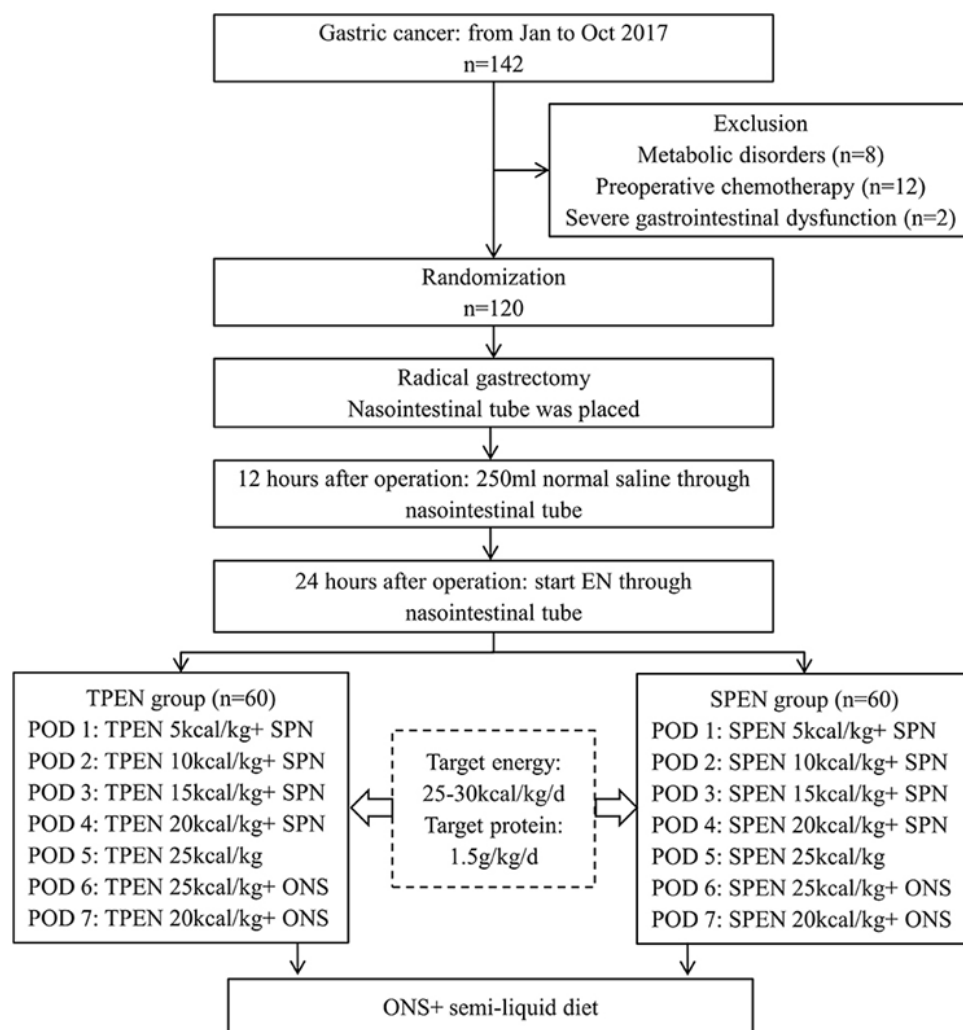 Gastric cancer: from Jan to Oct 2017
n=142
Exclusion
Metabolic disorders (n=8)
Preoperative chemotherapy (n=12)
Severe gastrointestinal dysfunction (n=2)
Randomization
n=120
Radical gastrectomy
Nasointestinal tube was placed
12 hours after operation: 250ml normal saline through
nasointestinal tube
24 hours after operation: start EN through
nasointestinal tube
TPEN group (n=60)
POD 1: TPEN 5kcal/kg+ SPN
POD 2: TPEN 10kcal/kg+ SPN
POD 3: TPEN 15kcal/kg+ SPN
POD 4: TPEN 20kcal/kg+ SPN
POD 5: TPEN 25kcal/kg
POD 6: TPEN 25kcal/kg+ ONS
POD 7: TPEN 20kcal/kg+ ONS
Target energy:
25-30kcal/kg/d
Target protein:
1.5g/kg/d
SPEN group (n=60)
POD 1: SPEN 5kcal/kg+ SPN
POD 2: SPEN 10kcal/kg+ SPN
POD 3: SPEN 15kcal/kg+ SPN
POD 4: SPEN 20kcal/kg+ SPN
POD 5: SPEN 25kcal/kg
POD 6: SPEN 25kcal/kg+ ONS
POD 7: SPEN 20kcal/kg+ ONS
ONS+ semi-liquid diet